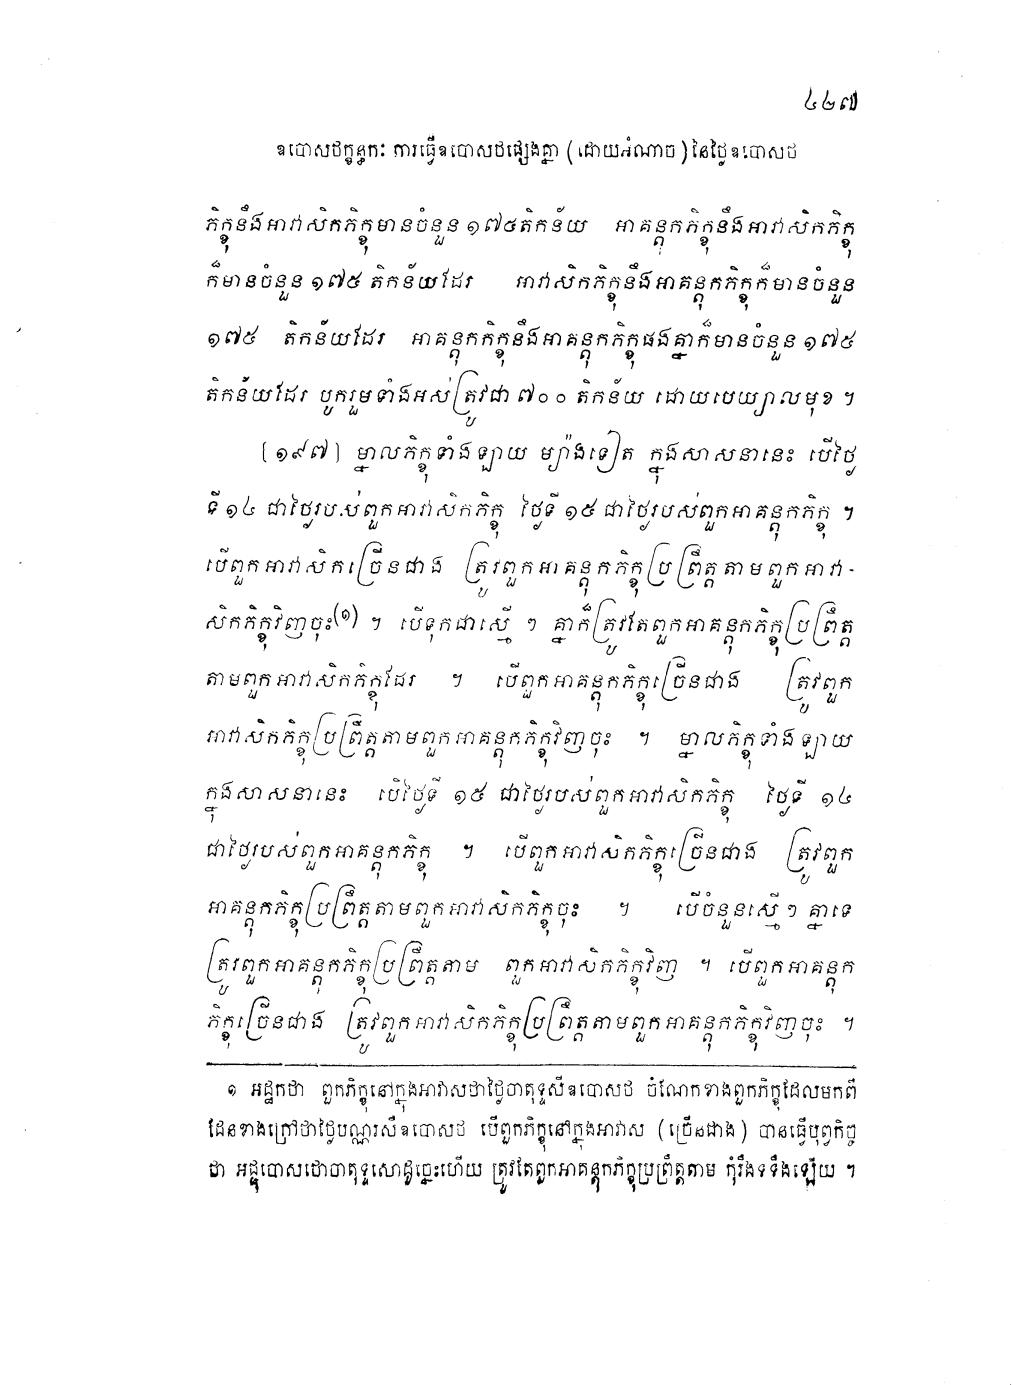 ៤២៧
ឧបោសដក្ខន្ធកៈ ការធ្វើឧបោសដផ្សេងគ្នា (ដោយអំណាច) នៃថ្ងៃឧបោសដ
ភិក្ខុនឹងអាវាសិកភិក្ខុមានចំនួន ១៧៥តិកន័យ អាគន្តុកភិក្ខុនឹងអាវាសិកភិក្ខុ
ក៏មានចំនួន ១៧៥ តិកន័យដែរ អាវាសិកភិក្ខុនឹងអាគន្តុកភិក្ខុក៏មានចំនួន
១៧៥ តិកន័យដែរ អាគន្តុកភិក្ខុនឹងអាគន្តុកភិក្ខុផងគ្នាក៏មានចំនួន ១៧៥
តិកន័យដែរ បូករួមទាំងអស់ត្រូវជា ៧០០ តិកន័យ ដោយបេយ្យាលមុខ ។
(១៩៧) ម្នាលភិក្ខុទាំងឡាយ ម្យ៉ាងទៀត ក្នុងសាសនានេះ បើថ្ងៃ
ទី ១៤ ជាថ្ងៃរបស់ពួកអាវាសិកភិក្ខុ ថ្ងៃទី ១៥ ជាថ្ងៃរបស់ពួកអាគន្តុកភិក្ខុ ។
បើពួកអាវាសិកច្រើនជាង ត្រូវពួកអាគន្តុកភិក្ខុប្រព្រឹត្តតាមពួកអាវា-
សិកភិក្ខុវិញចុះ(១) ។ បើទុកជាស្មើ ៗ គ្នាក៏ត្រូវតែពួកអាគន្តុកភិក្ខុប្រព្រឹត្ត
តាមពួកអាវាសិកភិក្ខុដែរ ។ បើពួកអាគន្តុកភិក្ខុច្រើនជាង ត្រូវពួក
អាវាសិកភិក្ខុប្រព្រឹត្តតាមពួកអាគន្តុកភិក្ខុវិញចុះ ។ ម្នាលភិក្ខុទាំងឡាយ
ក្នុងសាសនានេះ បើថ្ងៃទី ១៥ ជាថ្ងៃរបស់ពួកអាវាសិកភិក្ខុ ថ្ងៃទី ១៤
ជាថ្ងៃរបស់ពួកអាគន្តុកភិក្ខុ ។ បើពួកអាវាសិកភិក្ខុច្រើនជាង ត្រូវពួក
អាគន្តុកភិក្ខុប្រព្រឹត្តតាមពួកអាវាសិកភិក្ខុចុះ ។ បើចំនួនស្មើ ៗ គ្នាទេ
ត្រូវពួកអាគន្តុកភិក្ខុប្រព្រឹត្តតាម ពួកអាវាសិកភិក្ខុវិញ ។ បើពួកអាគន្តុក
ភិក្ខុច្រើនជាង ត្រូវពួកអាវាសិកភិក្ខុប្រព្រឹត្តតាមពួកអាគន្តុកភិក្ខុវិញចុះ ។
១ អដ្ឋកថា ពួកភិក្ខុនៅក្នុងអាវាសថាថ្ងៃចាតុទ្ទសីឧបោសដ ចំណែកខាងពួកភិក្ខុដែលមកពី
ដែនខាងក្រៅថាថ្ងៃបណ្ណរសីឧបោសដ បើពួកភិក្ខុនៅក្នុងអាវាស (ច្រើនជាង) បានធ្វើបុព្វកិច្ច
ថា អជ្ជុបោសថោចាតុទ្ទសោដូច្នេះហើយ ត្រូវតែពួកអាគន្តុកភិក្ខុប្រព្រឹត្តតាម កុំរឹងទទឹងឡើយ ។